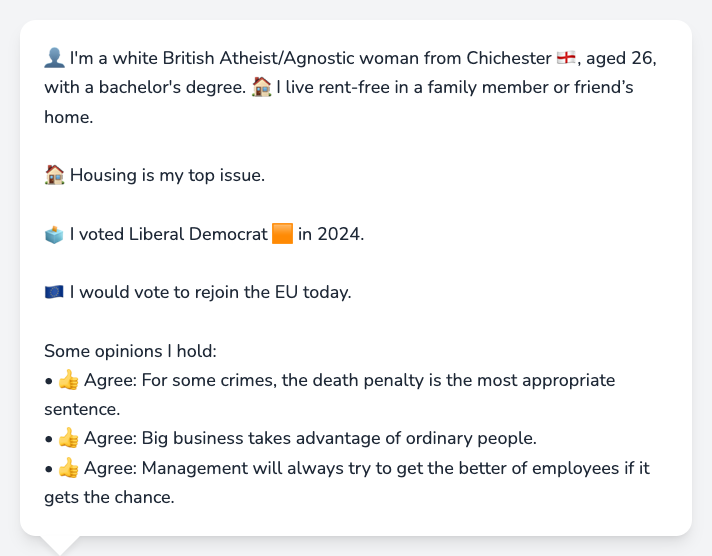 👤 I'm a white British Atheist/Agnostic woman from Chichester 🏴󠁧󠁢󠁥󠁮󠁧󠁿, aged 26,
with a bachelor's degree. 🏠 I live rent-free in a family member or friend’s
home.
🏠 Housing is my top issue.
🗳️ I voted Liberal Democrat 🟧 in 2024.
🇪🇺 I would vote to rejoin the EU today.
Some opinions I hold:
• 👍 Agree: For some crimes, the death penalty is the most appropriate
sentence.
• 👍 Agree: Big business takes advantage of ordinary people.
• 👍 Agree: Management will always try to get the better of employees if it
gets the chance.